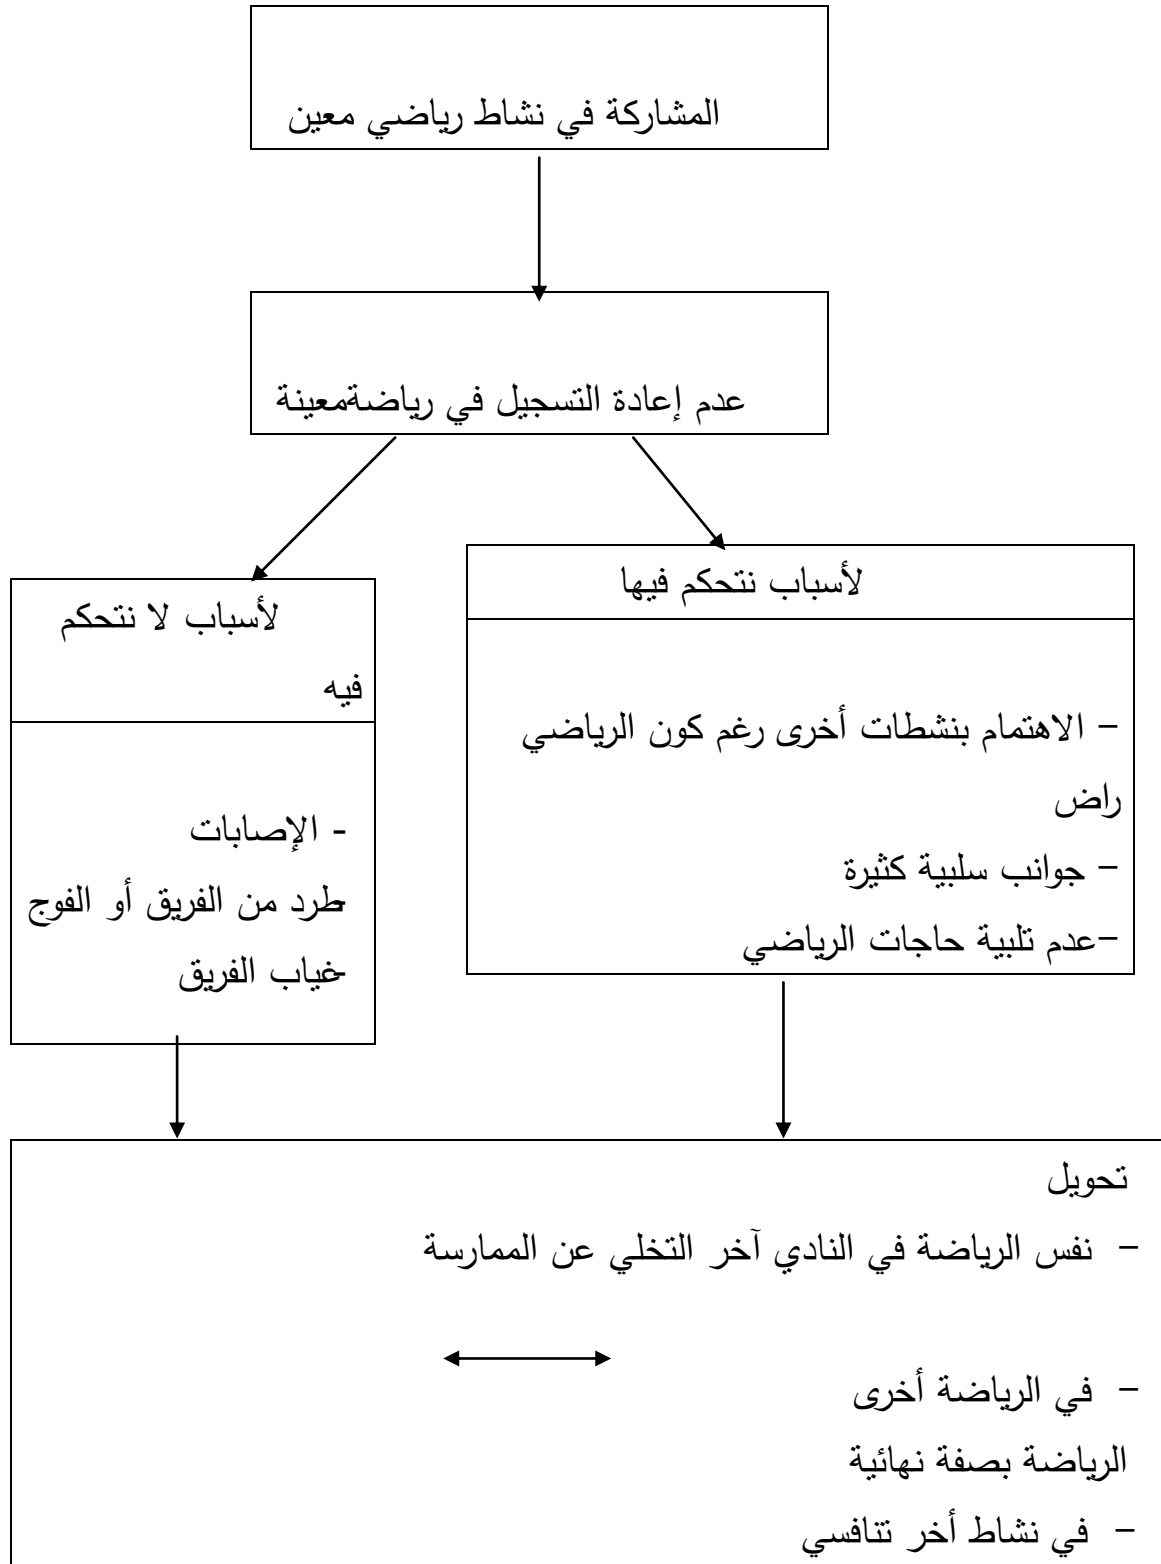 المشاركة في نشاط رياضي معين
عدم إعادة التسجيل في رياضةمعينة
لأسباب نتحكم فيها
– الاهتمام بنشطات أخرى رغم كون الرياضي
راض
– جوانب سلبية كثيرة
–عدم تلبية حاجات الرياضي
لأسباب لا نتحكم
فيه
- الإصابات
-طرد من الفريق أو الفوج
-غياب الفريق
تحويل
– نفس الرياضة في النادي آخر التخلي عن الممارسة
– في الرياضة أخرى
الرياضة بصفة نهائية
– في نشاط أخر تنافسي